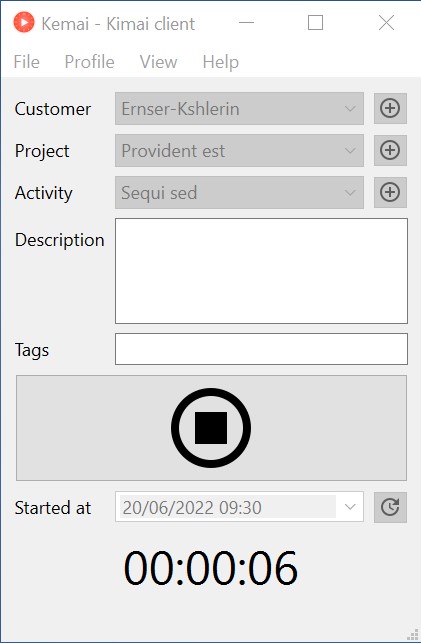 Kemai - Kimai client
File Profile View Help
Customer Ernser-Kshlerin
Project Provident est
Activity Sequi sed
Description
Tags
Started at 20/06/2022 09:30
00:00:06